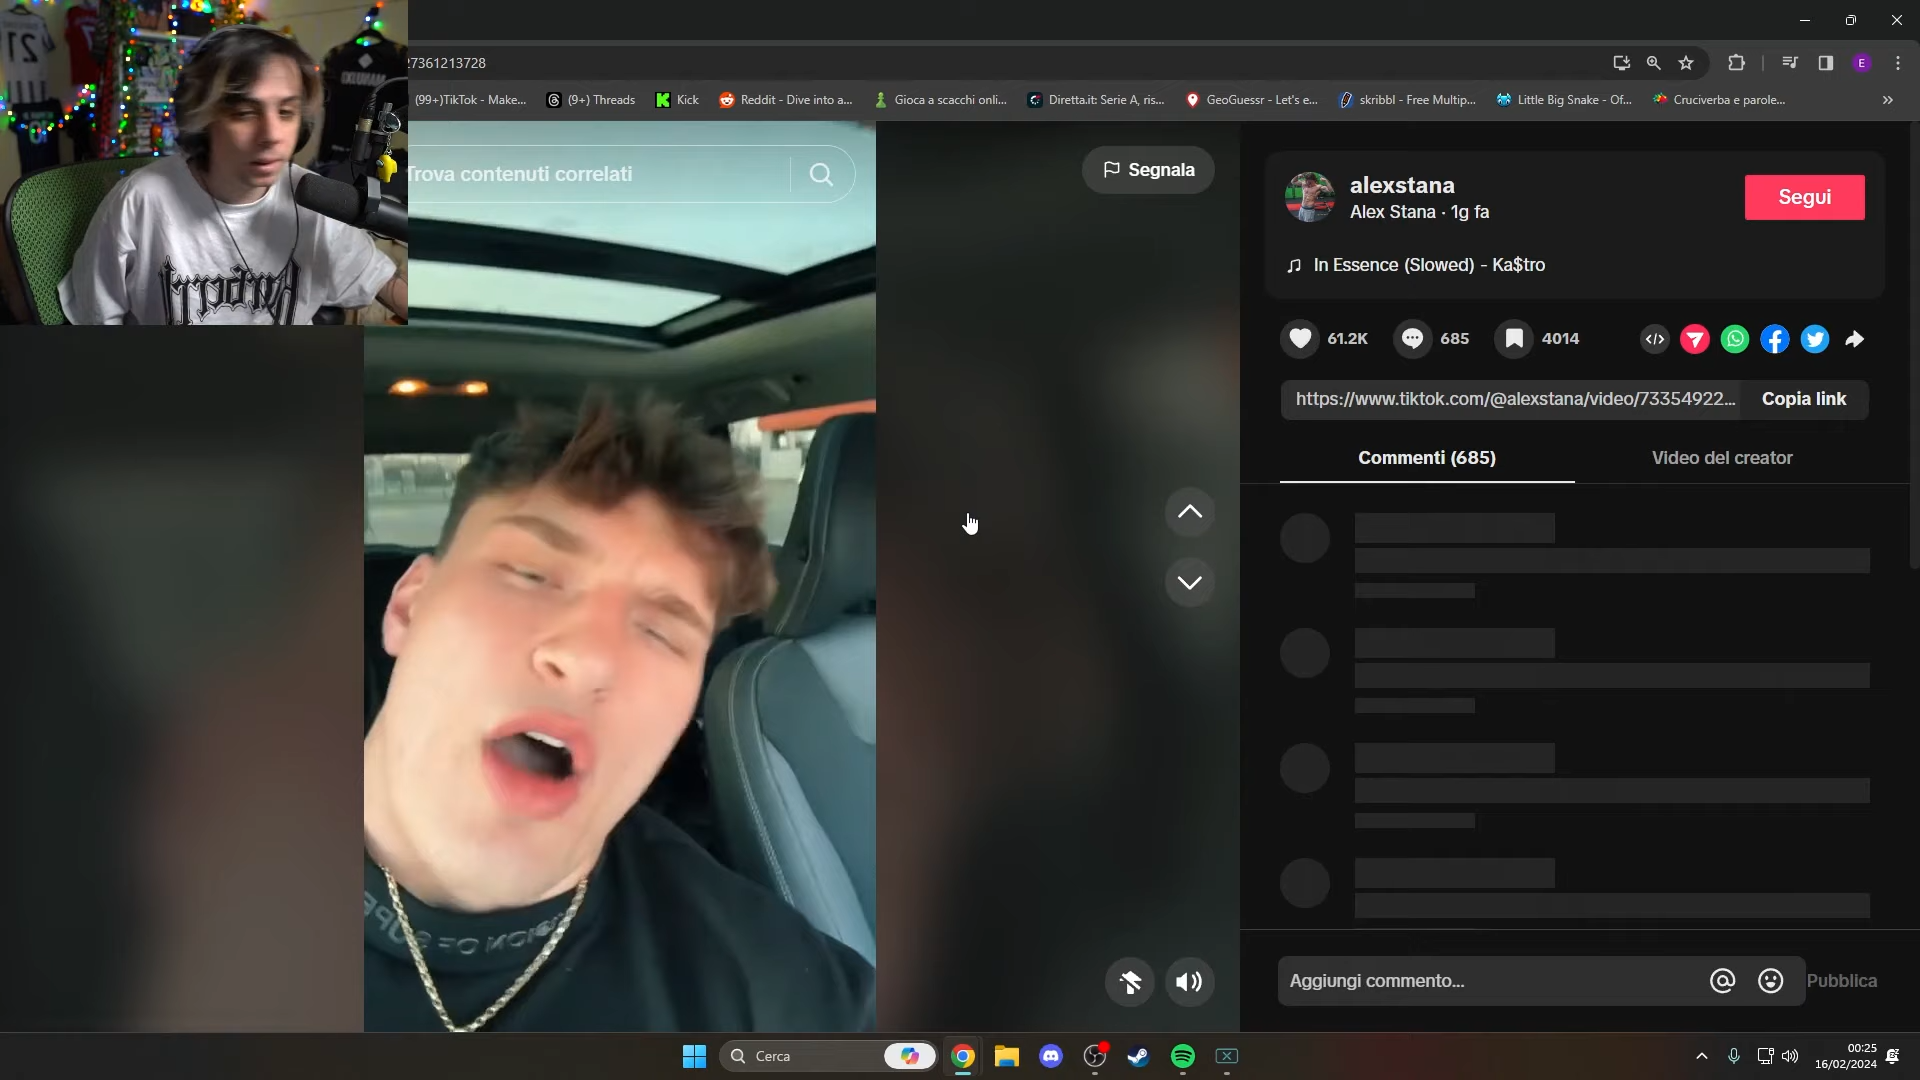 27361213728
(99+)TikTok - Make...
(9+) Threads
Kick
Reddit - Dive into a...
Gioca a scacchi onli...
Diretta.it: Serie A, ris...
GeoGuessr - Let's e...
skribbl - Free Multip...
Little Big Snake - Of...
Cruciverba e parole...
E
Trova contenuti correlati
Segnala
alexstana
Alex Stana · 1g fa
Segui
In Essence (Slowed) - Ka$tro
61.2K
685
4014
https://www.tiktok.com/@alexstana/video/73354922...
Copia link
Commenti (685)
Video del creator
Aggiungi commento...
Pubblica
Cerca
00:25
16/02/2024
21